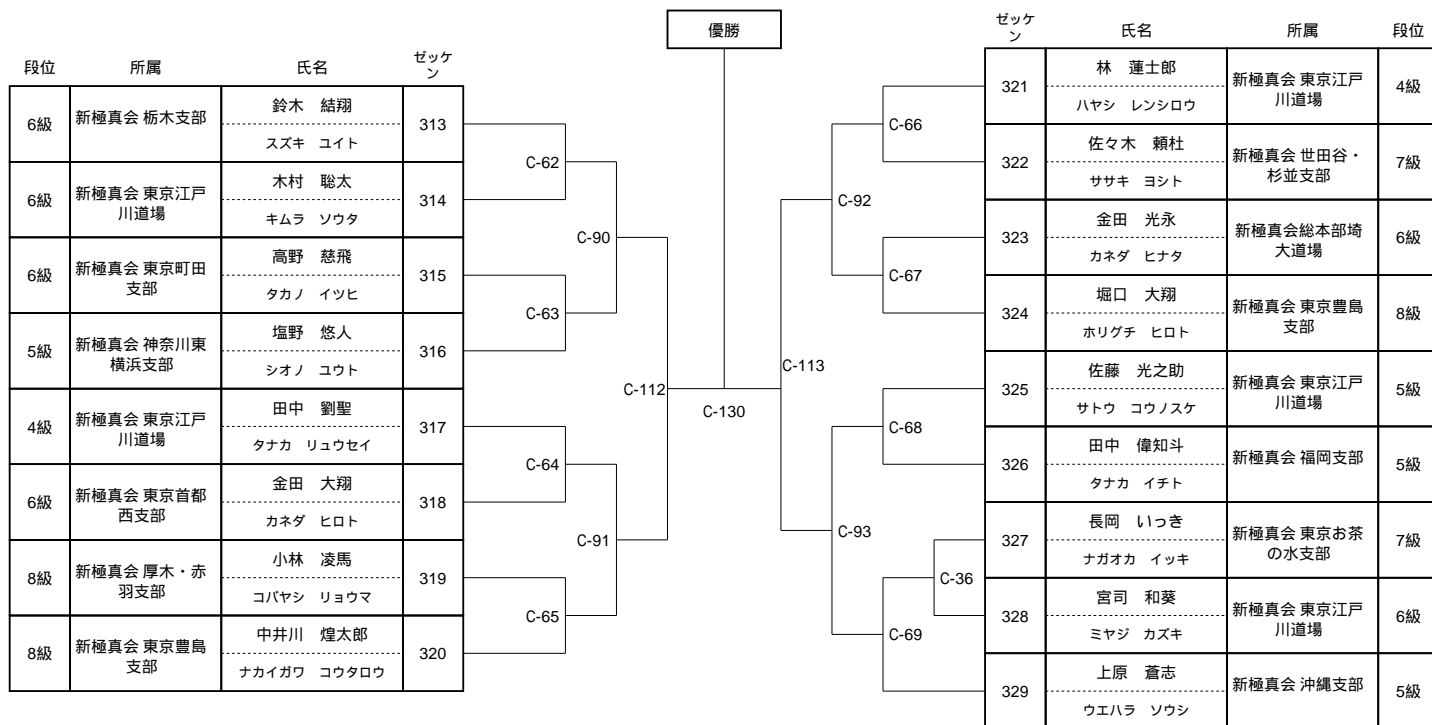 優勝
段位
所属
氏名
ゼッケ
ン
6級
新極真会 栃木支部
鈴木 結翔
スズキ ユイト
313
6級
新極真会 東京江戸
川道場
木村 聡太
キムラ ソウタ
314
6級
新極真会 東京町田
支部
高野 慈飛
タカノ イツヒ
315
5級
新極真会 神奈川東
横浜支部
塩野 悠人
シオノ ユウト
316
4級
新極真会 東京江戸
川道場
田中 劉聖
タナカ リュウセイ
317
6級
新極真会 東京首都
西支部
金田 大翔
カネダ ヒロト
318
8級
新極真会 厚木・赤
羽支部
小林 凌馬
コバヤシ リョウマ
319
8級
新極真会 東京豊島
支部
中井川 煌太郎
ナカイガワ コウタロウ
320
C-62
C-63
C-64
C-65
C-90
C-91
C-112
C-130
C-113
C-92
C-93
C-66
C-67
C-68
C-69
C-36
ゼッケ
ン
氏名
所属
段位
321
林 蓮士郎
ハヤシ レンシロウ
新極真会 東京江戸
川道場
4級
322
佐々木 頼杜
ササキ ヨシト
新極真会 世田谷・
杉並支部
7級
323
金田 光永
カネダ ヒナタ
新極真会総本部埼
大道場
6級
324
堀口 大翔
ホリグチ ヒロト
新極真会 東京豊島
支部
8級
325
佐藤 光之助
サトウ コウノスケ
新極真会 東京江戸
川道場
5級
326
田中 偉知斗
タナカ イチト
新極真会 福岡支部
5級
327
長岡 いっき
ナガオカ イッキ
新極真会 東京お茶
の水支部
7級
328
宮司 和葵
ミヤジ カズキ
新極真会 東京江戸
川道場
6級
329
上原 蒼志
ウエハラ ソウシ
新極真会 沖縄支部
5級